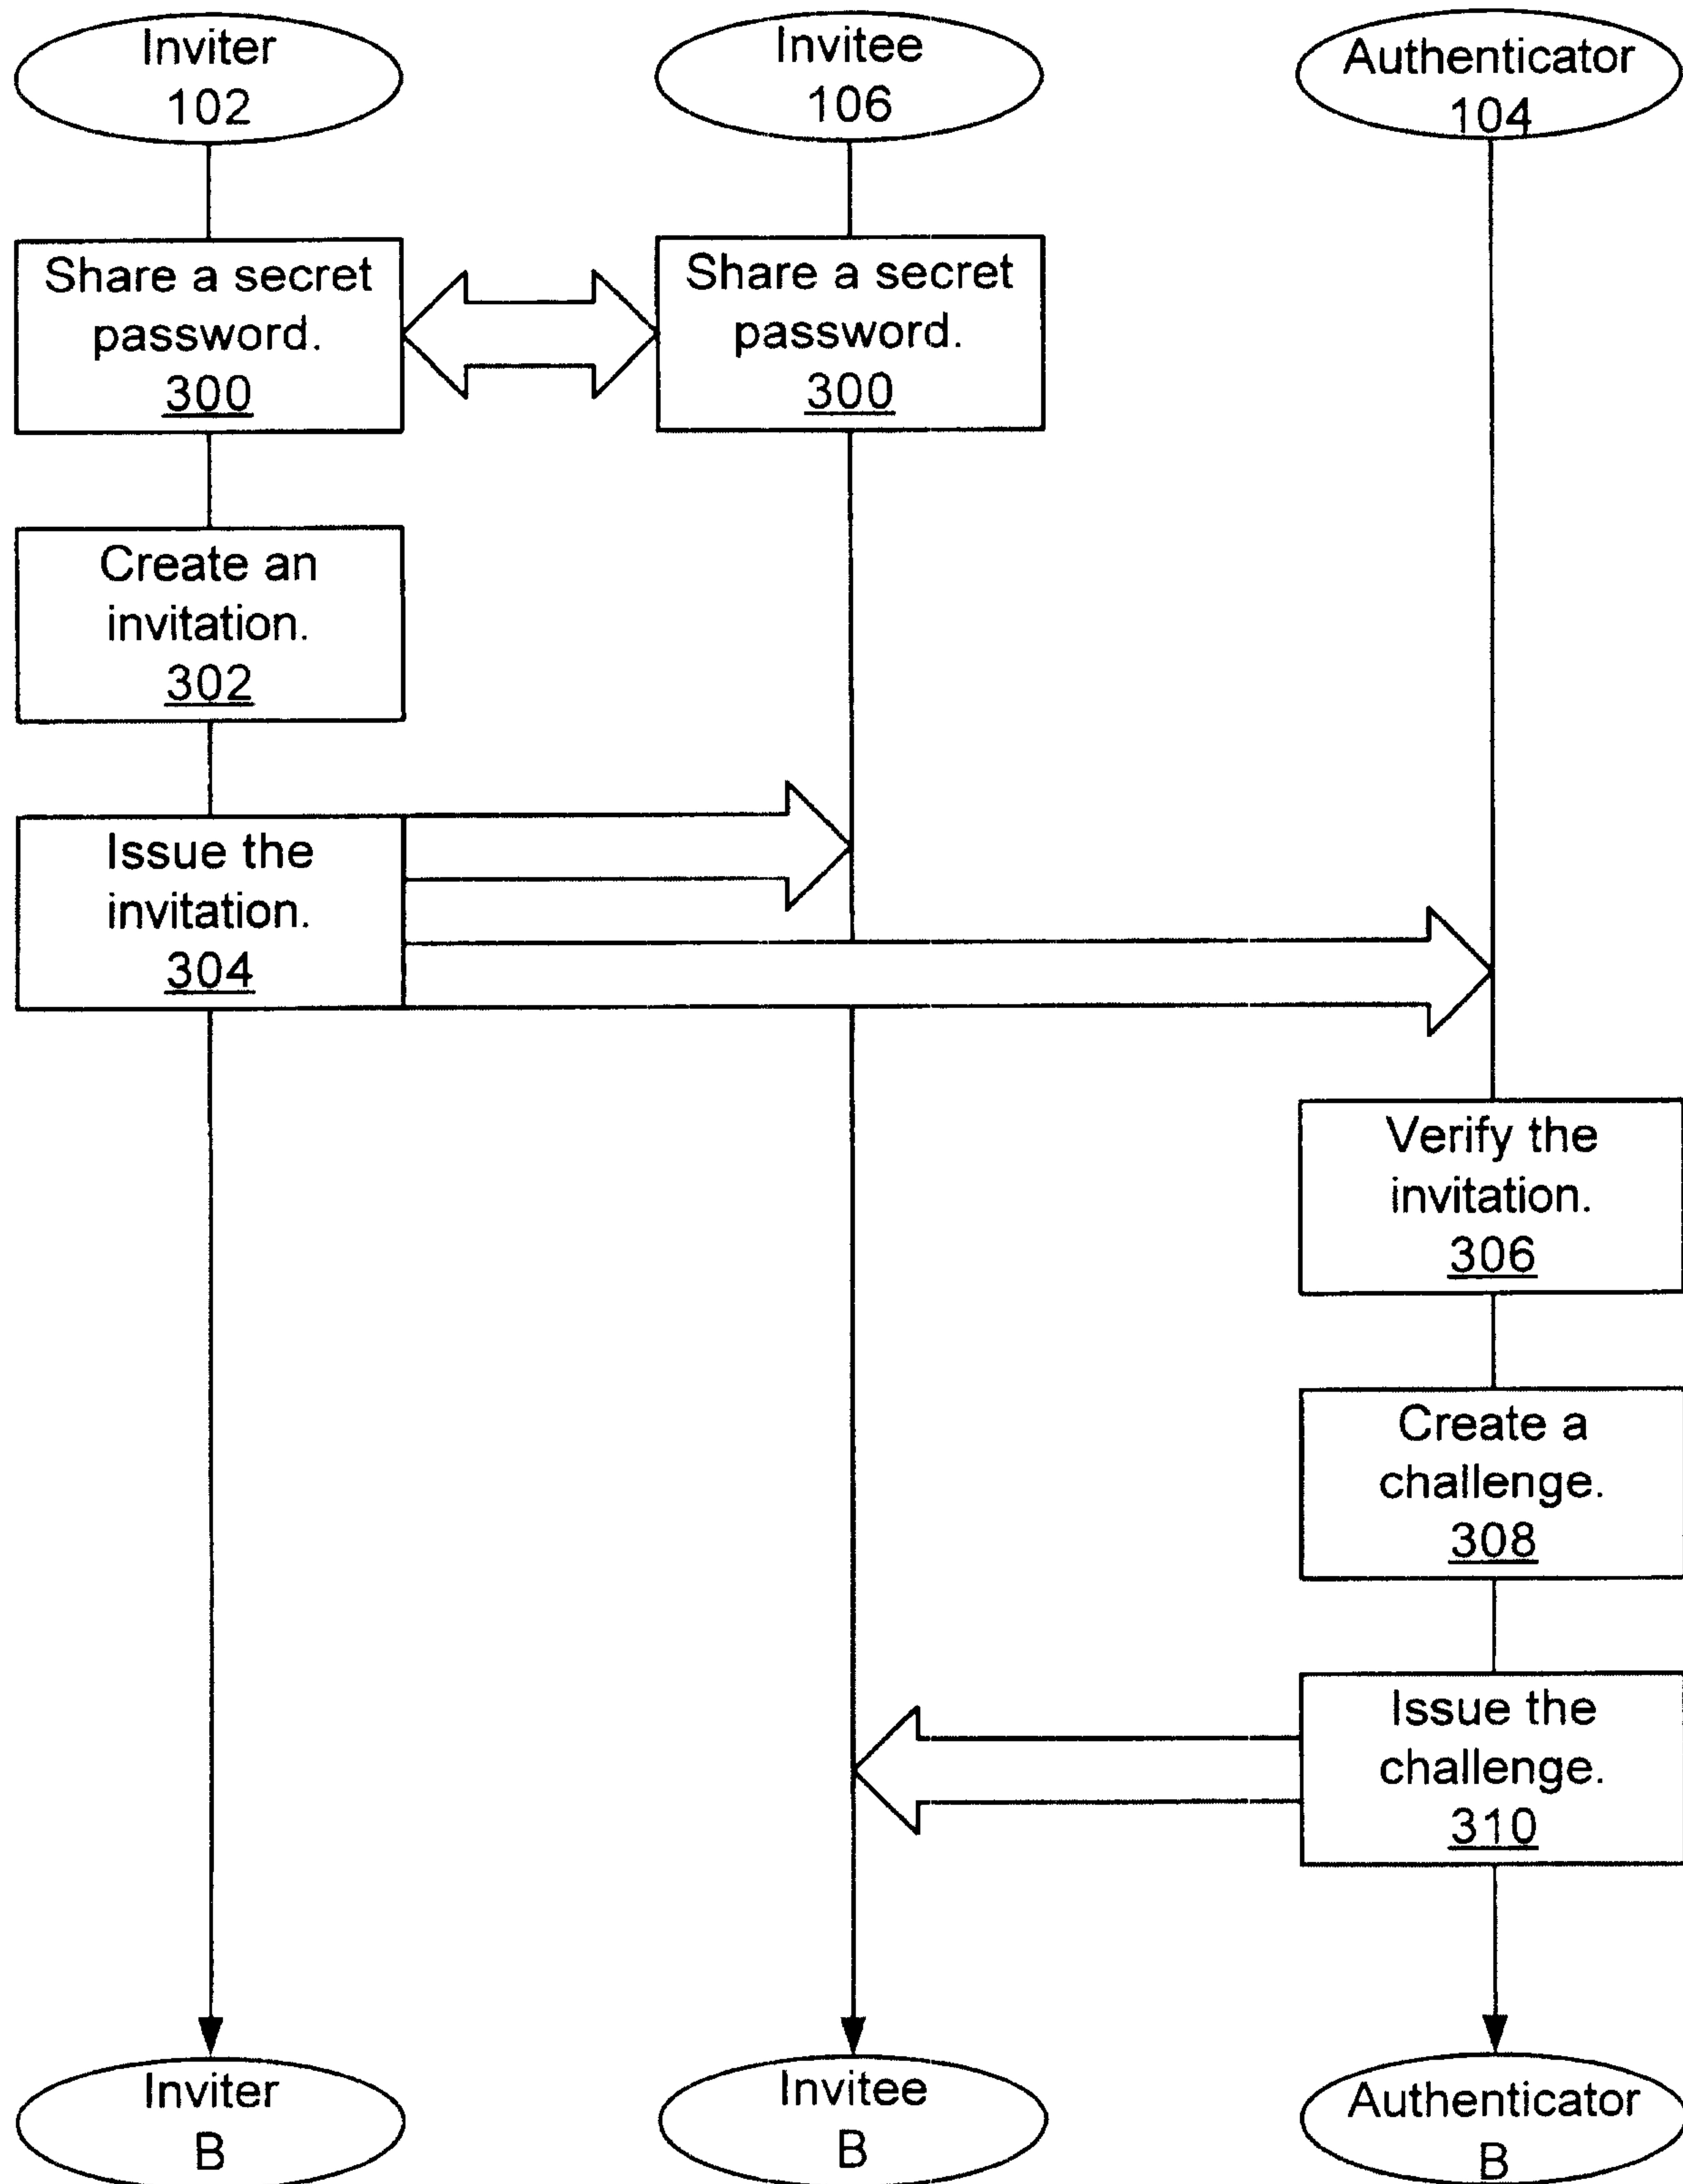 Inviter
102
Invitee
106
Authenticator
104
Share a secret
password.
300
Share a secret
password.
300
Create an
invitation.
302
Issue the
invitation.
304
Verify the
invitation.
306
Create a
challenge.
308
Issue the
challenge.
310
Inviter
B
Invitee
B
Authenticator
B